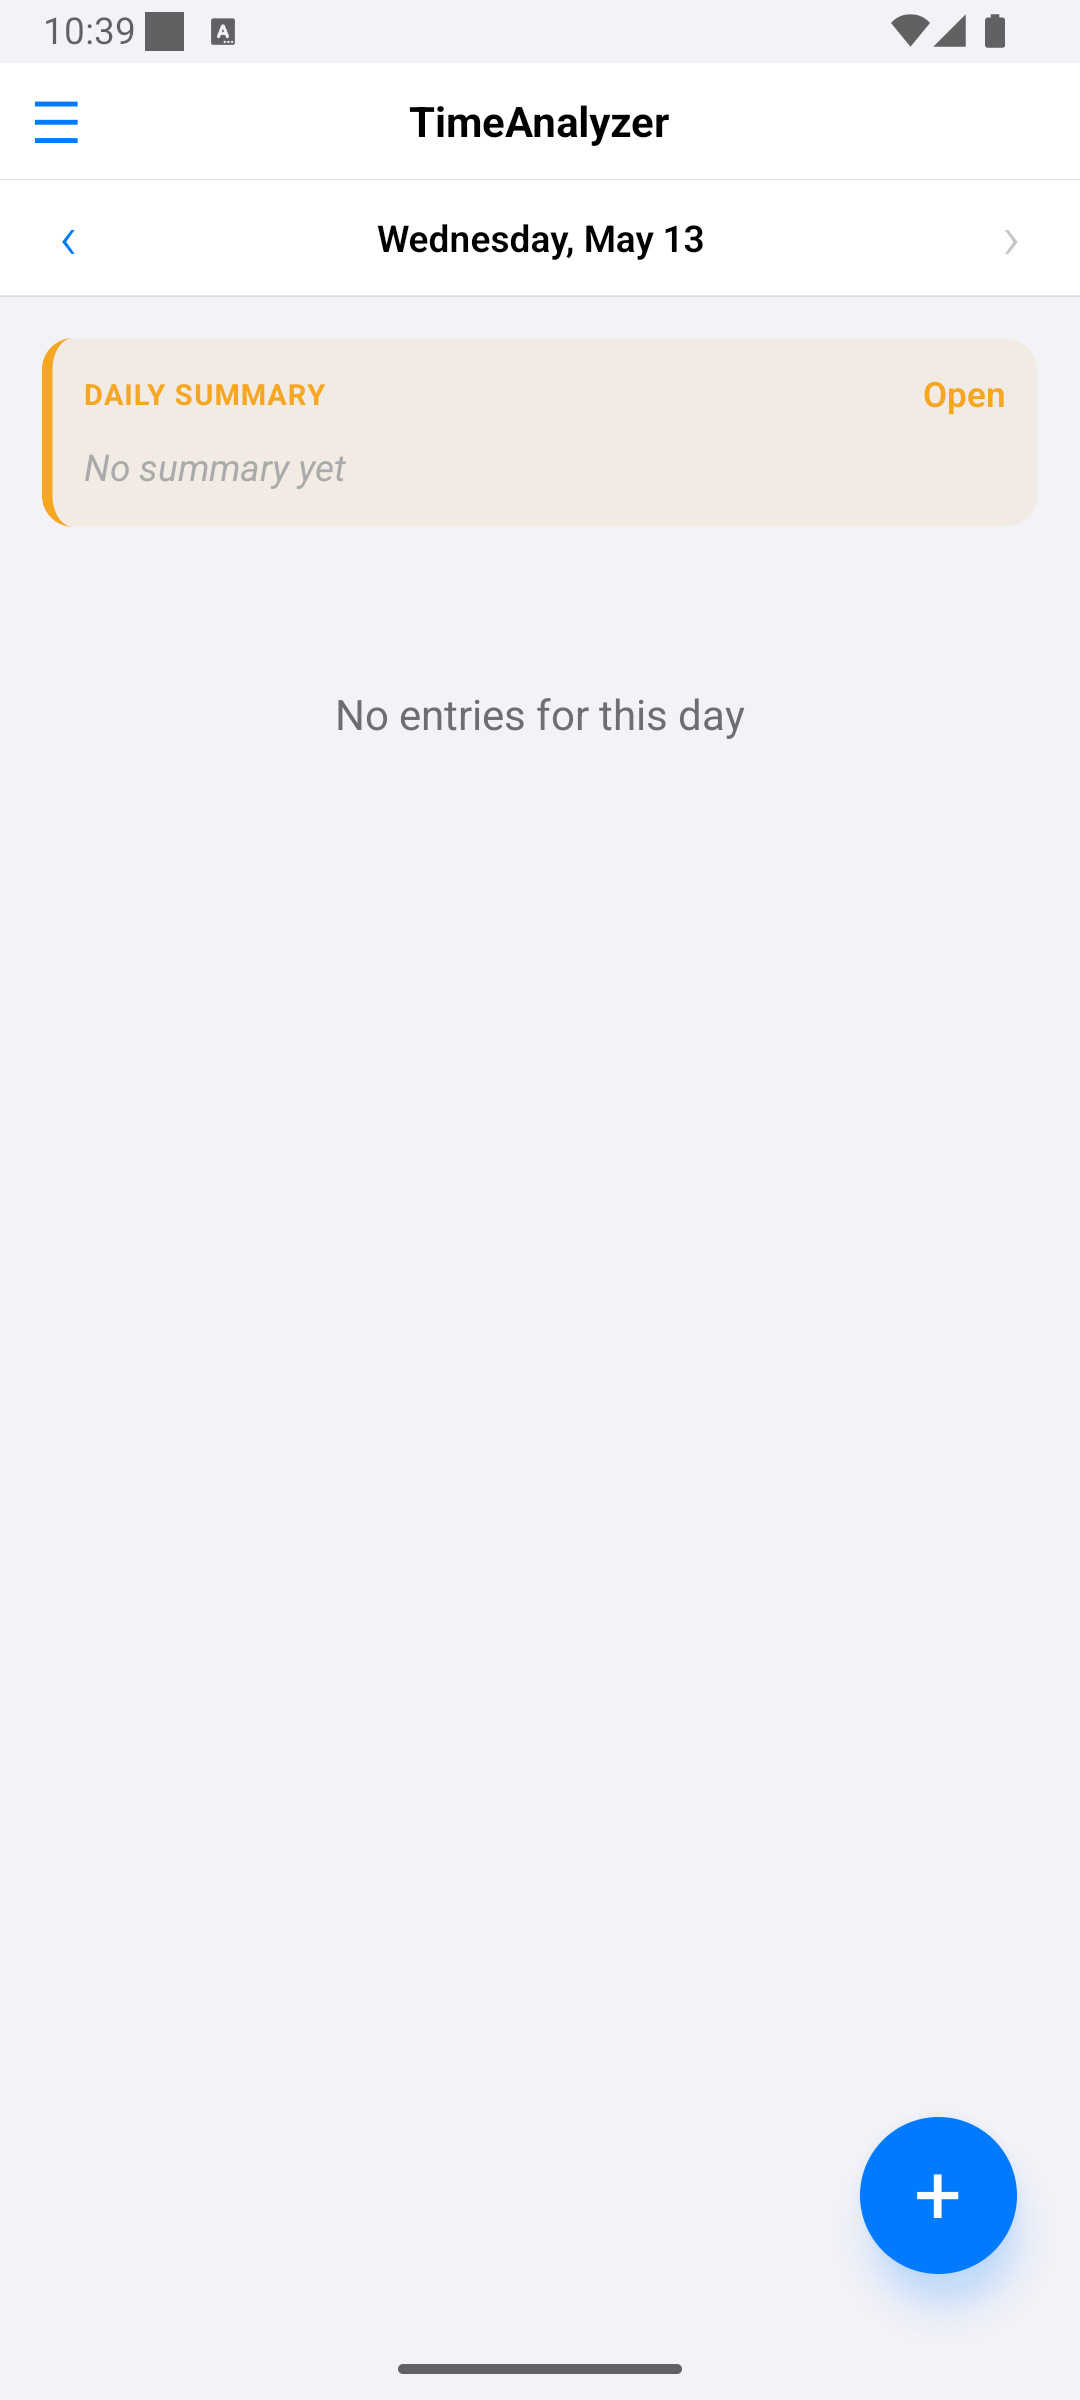 10:39
TimeAnalyzer
Wednesday, May 13
DAILY SUMMARY
Open
No summary yet
No entries for this day
+